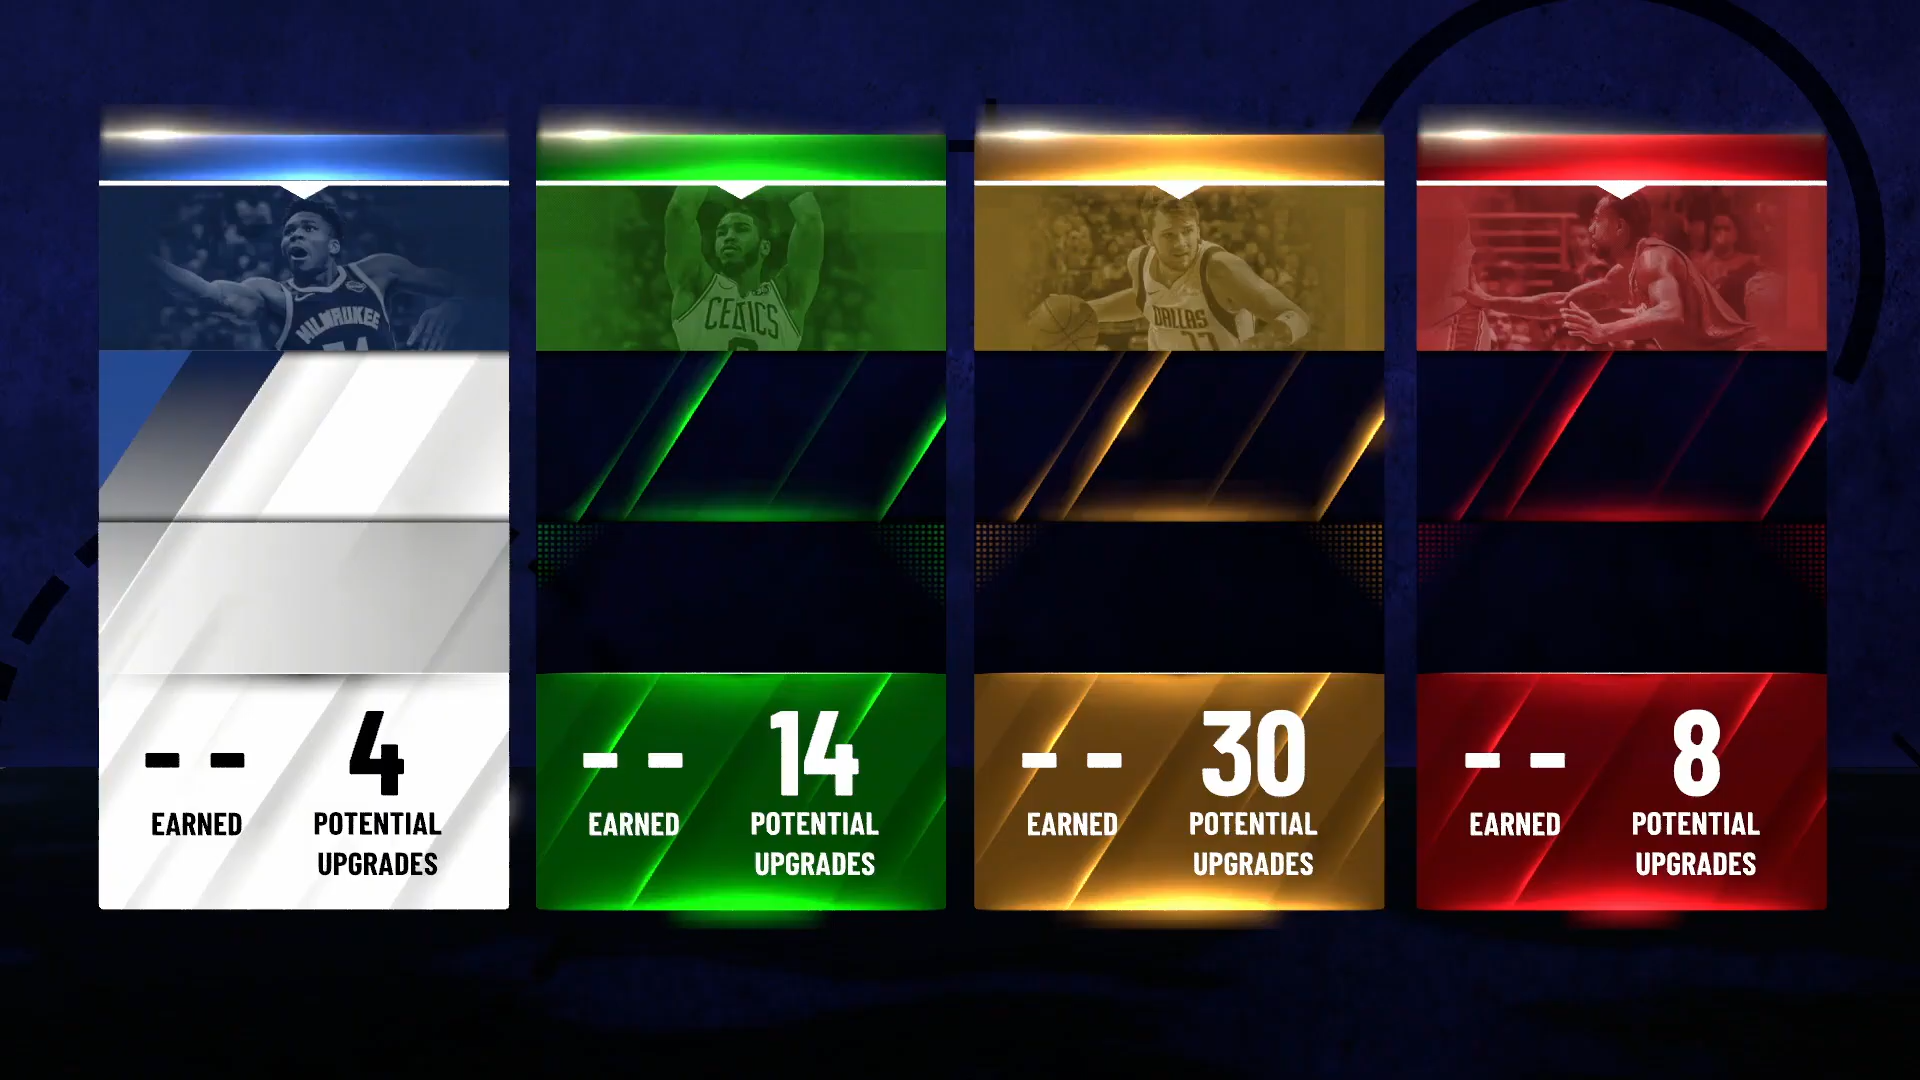 MILWAUKEE
CELTICS
DALLAS
- -
EARNED
4
POTENTIAL
UPGRADES
- -
EARNED
14
POTENTIAL
UPGRADES
- -
EARNED
30
POTENTIAL
UPGRADES
- -
EARNED
8
POTENTIAL
UPGRADES